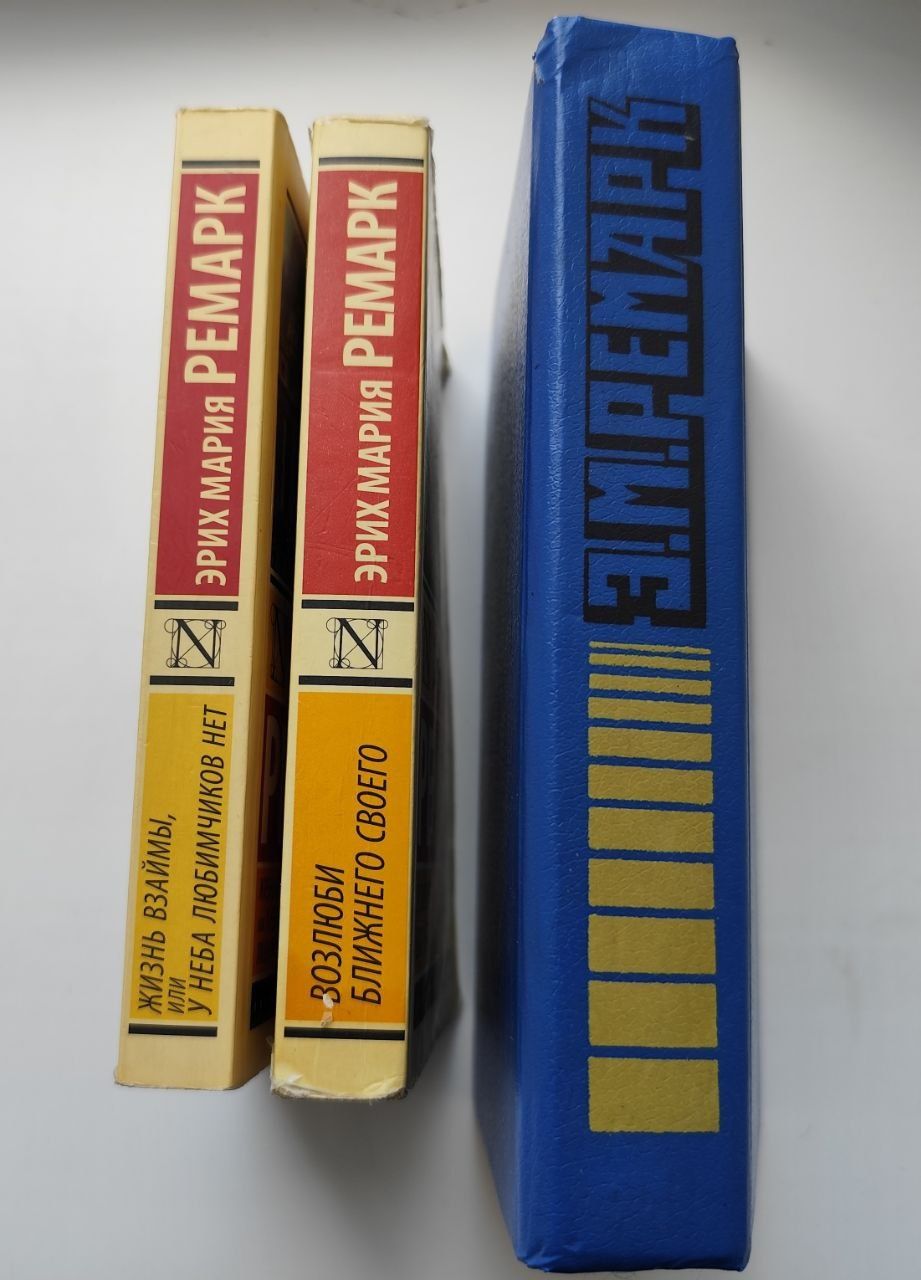 ЭРИХ МАРИЯ РЕМАРК
N
ЖИЗНЬ ВЗАЙМЫ,
ИЛИ
У НЕБА ЛЮБИМЧИКОВ НЕТ
ЭРИХ МАРИЯ РЕМАРК
N
ВОЗЛЮБИ
БЛИЖНЕГО СВОЕГО
Э.М.РЕМАРК